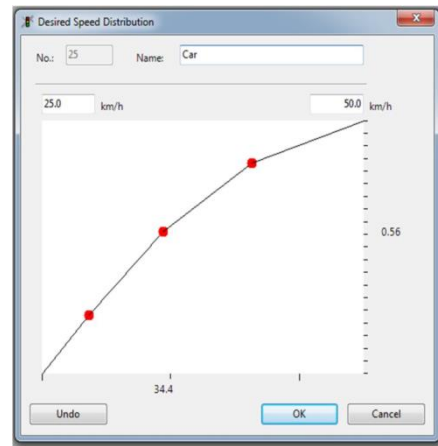 Desired Speed Distribution
No.: 25 Name: Car
25.0 km/h 50.0 km/h
0.56
34.4
Undo OK Cancel